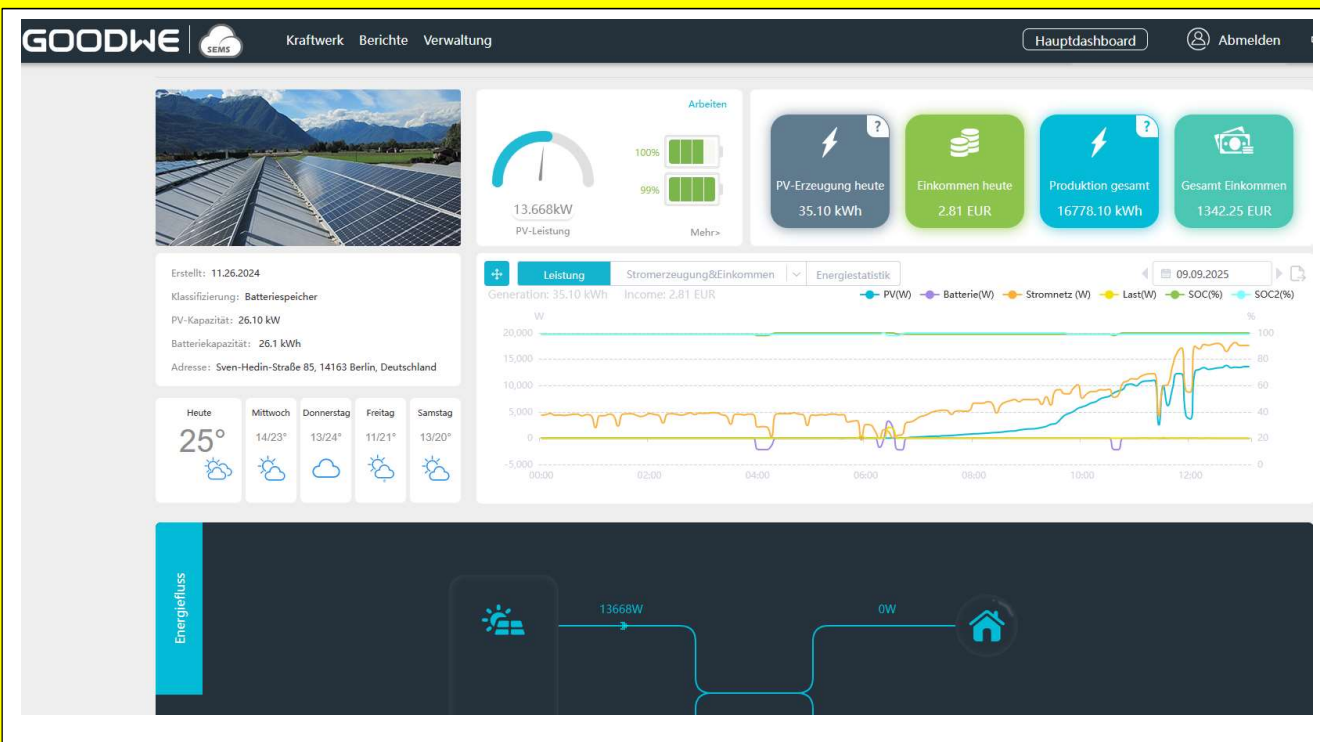 GOODWE SEMS Kraftwerk Berichte Verwaltung Hauptdashboard Abmelden
Arbeiten
100%
99%
13.668kW
PV-Leistung
Mehr>
?
PV-Erzeugung heute
35.10 kWh
Einkommen heute
2.81 EUR
?
Produktion gesamt
16778.10 kWh
Gesamt Einkommen
1342.25 EUR
Erstellt: 11.26.2024
Klassifizierung: Batteriespeicher
PV-Kapazität: 26.10 kW
Batteriekapazität: 26.1 kWh
Adresse: Sven-Hedin-Straße 85, 14163 Berlin, Deutschland
Heute
25°
Mittwoch
14/23°
Donnerstag
13/24°
Freitag
11/21°
Samstag
13/20°
Leistung Stromerzeugung&Einkommen Energiestatistik 09.09.2025
Generation: 35.10 kWh Income: 2.81 EUR
PV(W) Batterie(W) Stromnetz (W) Last(W) SOC(%) SOC2(%)
W %
20,000 100
15,000 80
10,000 60
5,000 40
0 20
-5,000 0
00:00 02:00 04:00 06:00 08:00 10:00 12:00
Energiefluss
13668W
0W